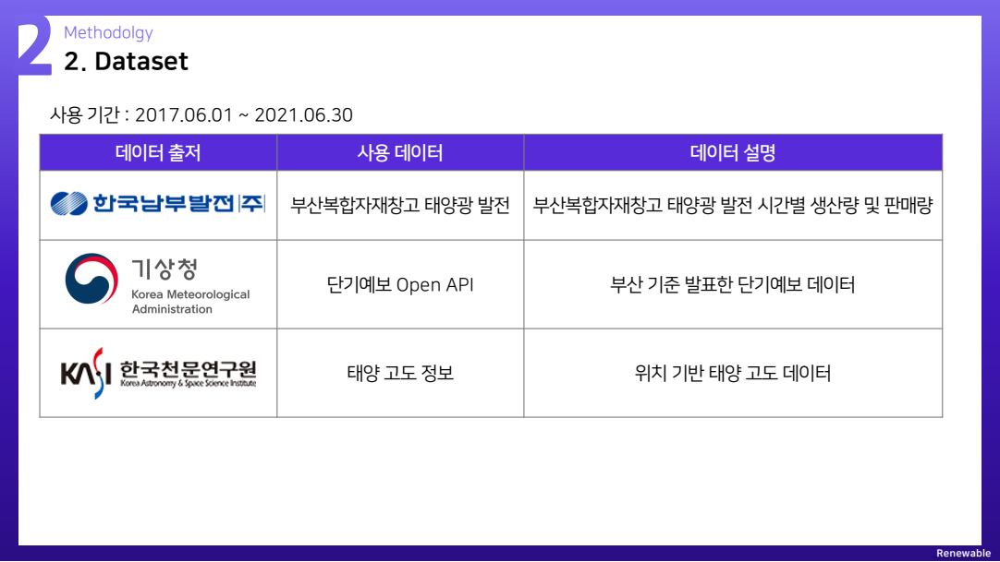 2
Methodolgy
2. Dataset
사용 기간 : 2017.06.01 ~ 2021.06.30
데이터 출저 사용 데이터 데이터 설명
한국남부발전|주 부산복합자재창고 태양광 발전 부산복합자재창고 태양광 발전 시간별 생산량 및 판매량
기상청
Korea Meteorological
Administration
단기예보 Open API 부산 기준 발표한 단기예보 데이터
KASI 한국천문연구원
Korea Astronomy & Space Science Institute
태양 고도 정보 위치 기반 태양 고도 데이터
Renewable